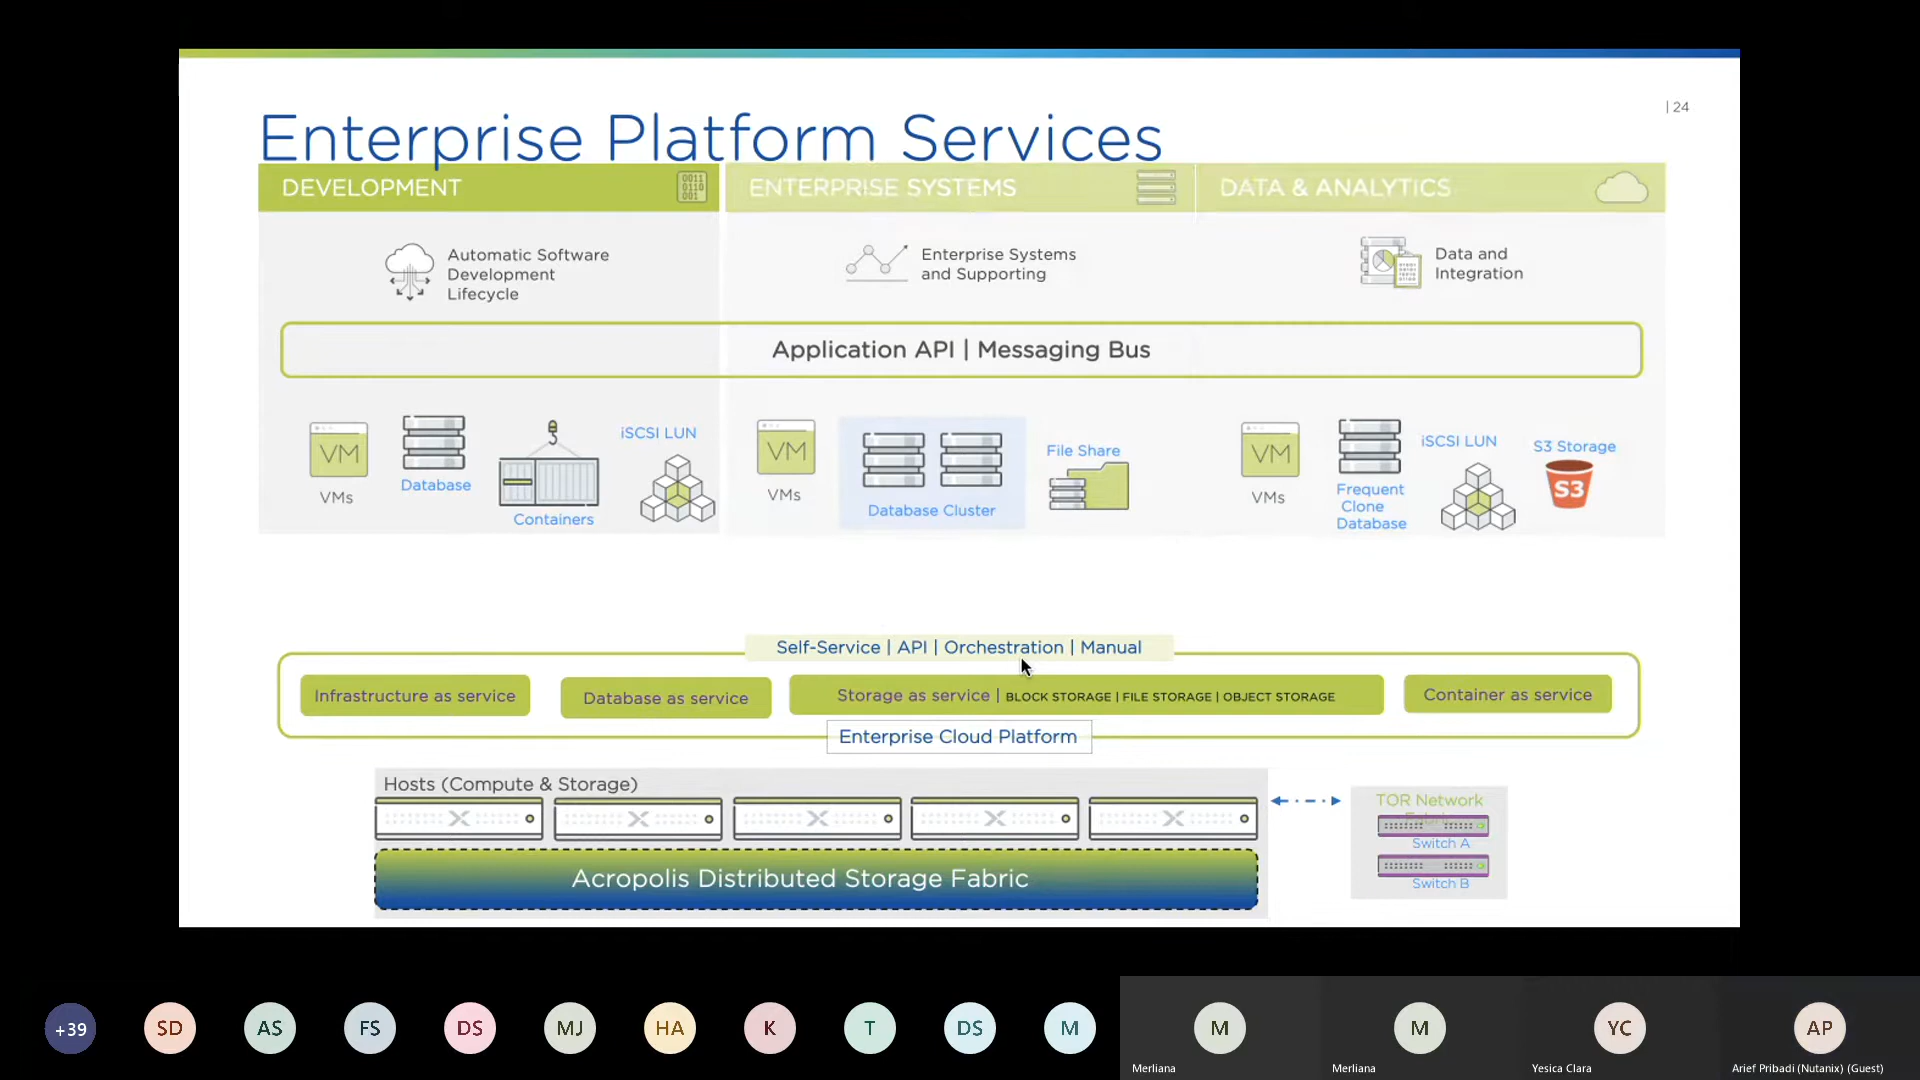 | 24
Enterprise Platform Services
DEVELOPMENT
0011
0110
001
ENTERPRISE SYSTEMS
DATA & ANALYTICS
Automatic Software
Development
Lifecycle
Enterprise Systems
and Supporting
Data and
Integration
Application API | Messaging Bus
VM
VMs
Database
Containers
iSCSI LUN
VM
VMs
Database Cluster
File Share
VM
VMs
Frequent
Clone
Database
iSCSI LUN
S3 Storage
S3
Self-Service | API | Orchestration | Manual
Infrastructure as service
Database as service
Storage as service | BLOCK STORAGE | FILE STORAGE | OBJECT STORAGE
Container as service
Enterprise Cloud Platform
Hosts (Compute & Storage)
Acropolis Distributed Storage Fabric
TOR Network
Switch A
Switch B
+39
SD
AS
FS
DS
MJ
HA
K
T
DS
M
M
Merliana
M
Merliana
YC
Yesica Clara
AP
Arief Pribadi (Nutanix) (Guest)